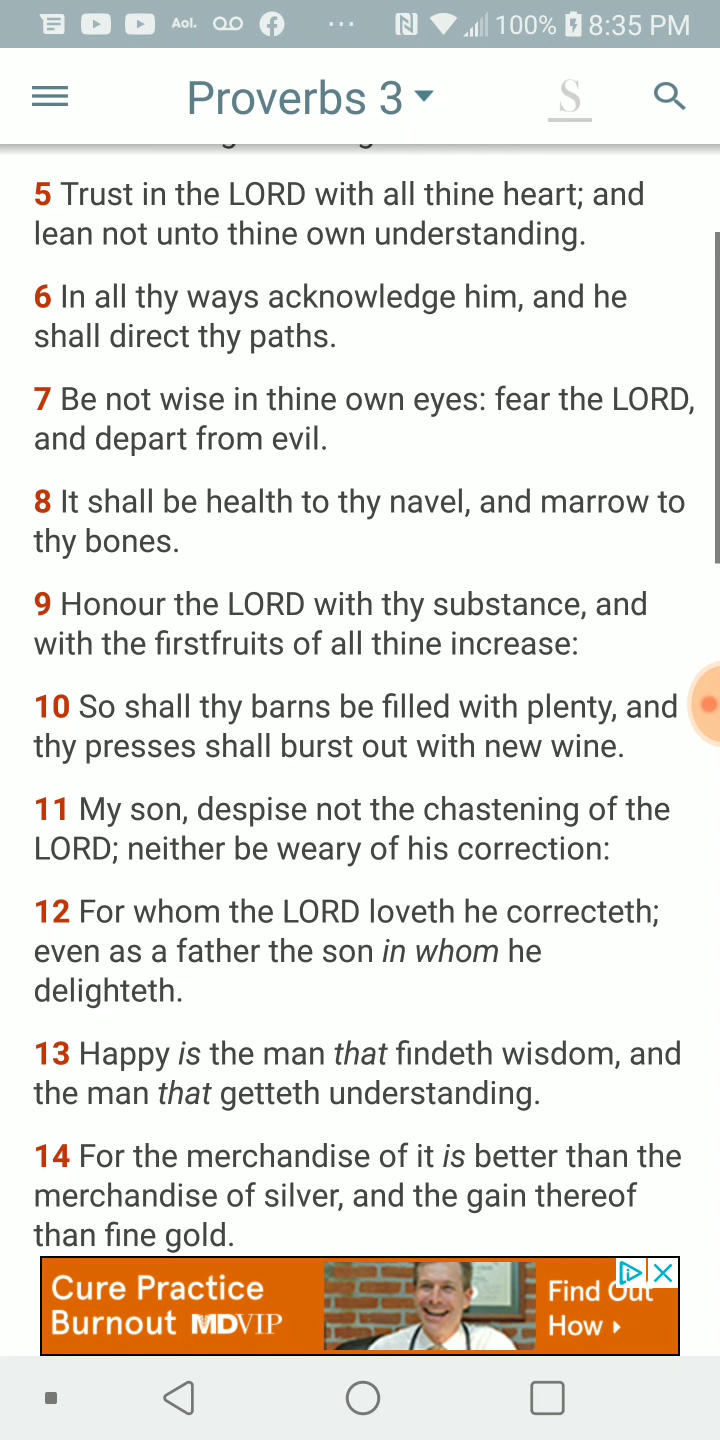 Aol. ... 100% 8:35 PM
Proverbs 3 S
5 Trust in the LORD with all thine heart; and
lean not unto thine own understanding.
6 In all thy ways acknowledge him, and he
shall direct thy paths.
7 Be not wise in thine own eyes: fear the LORD,
and depart from evil.
8 It shall be health to thy navel, and marrow to
thy bones.
9 Honour the LORD with thy substance, and
with the firstfruits of all thine increase:
10 So shall thy barns be filled with plenty, and
thy presses shall burst out with new wine.
11 My son, despise not the chastening of the
LORD; neither be weary of his correction:
12 For whom the LORD loveth he correcteth;
even as a father the son in whom he
delighteth.
13 Happy is the man that findeth wisdom, and
the man that getteth understanding.
14 For the merchandise of it is better than the
merchandise of silver, and the gain thereof
than fine gold.
Cure Practice
Burnout MDVIP
Find Out
How